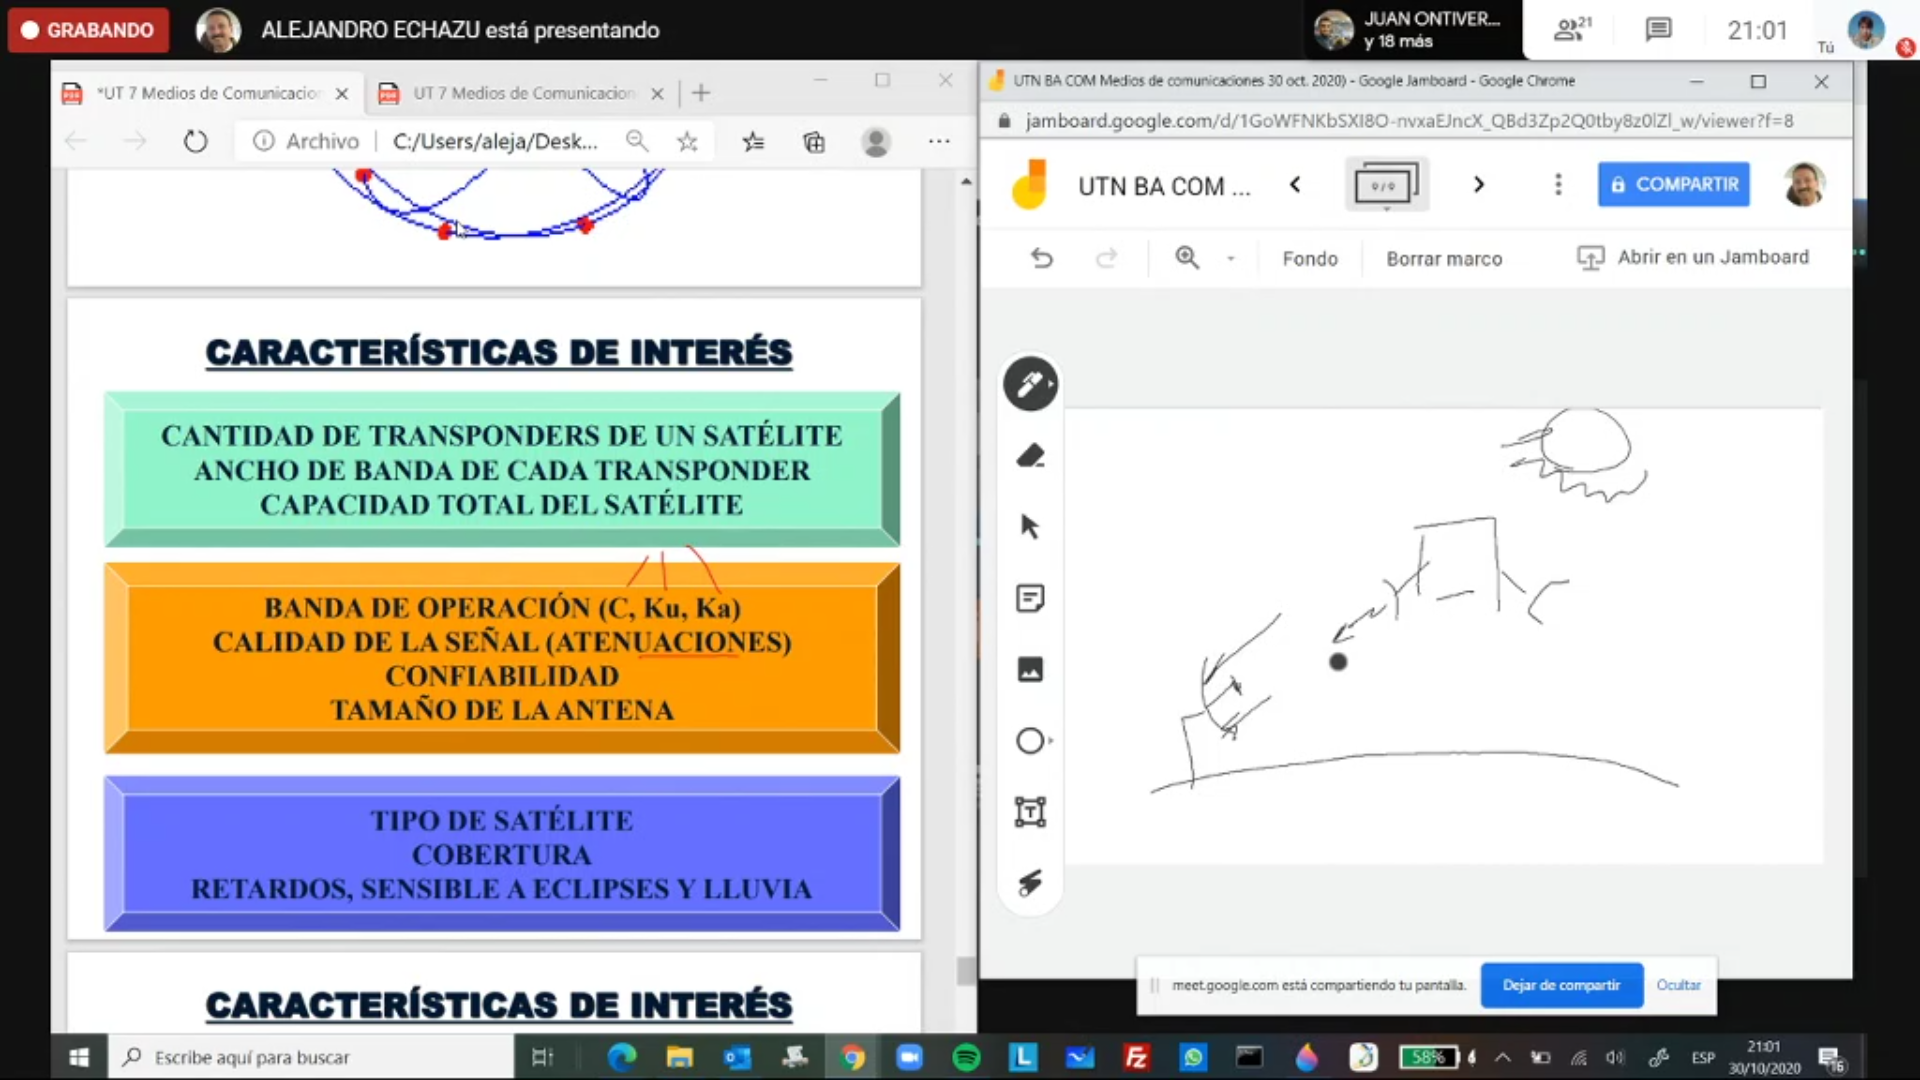 GRABANDO
ALEJANDRO ECHAZU está presentando
JUAN ONTIVER...
y 18 más
21
21:01
Tú
*UT 7 Medios de Comunicacion
UT 7 Medios de Comunicacion
Archivo
C:/Users/aleja/Desk...
CARACTERÍSTICAS DE INTERÉS
CANTIDAD DE TRANSPONDERS DE UN SATÉLITE
ANCHO DE BANDA DE CADA TRANSPONDER
CAPACIDAD TOTAL DEL SATÉLITE
BANDA DE OPERACIÓN (C, Ku, Ka)
CALIDAD DE LA SEÑAL (ATENUACIONES)
CONFIABILIDAD
TAMAÑO DE LA ANTENA
TIPO DE SATÉLITE
COBERTURA
RETARDOS, SENSIBLE A ECLIPSES Y LLUVIA
CARACTERÍSTICAS DE INTERÉS
UTN BA COM Medios de comunicaciones 30 oct. 2020) - Google Jamboard - Google Chrome
jamboard.google.com/d/1GoWFNKbSXI8O-nvxaEJncX_QBd3Zp2Q0tby8z0lZl_w/viewer?f=8
UTN BA COM ...
COMPARTIR
Fondo
Borrar marco
Abrir en un Jamboard
meet.google.com está compartiendo tu pantalla.
Dejar de compartir
Ocultar
Escribe aquí para buscar
58%
ESP
21:01
30/10/2020
16